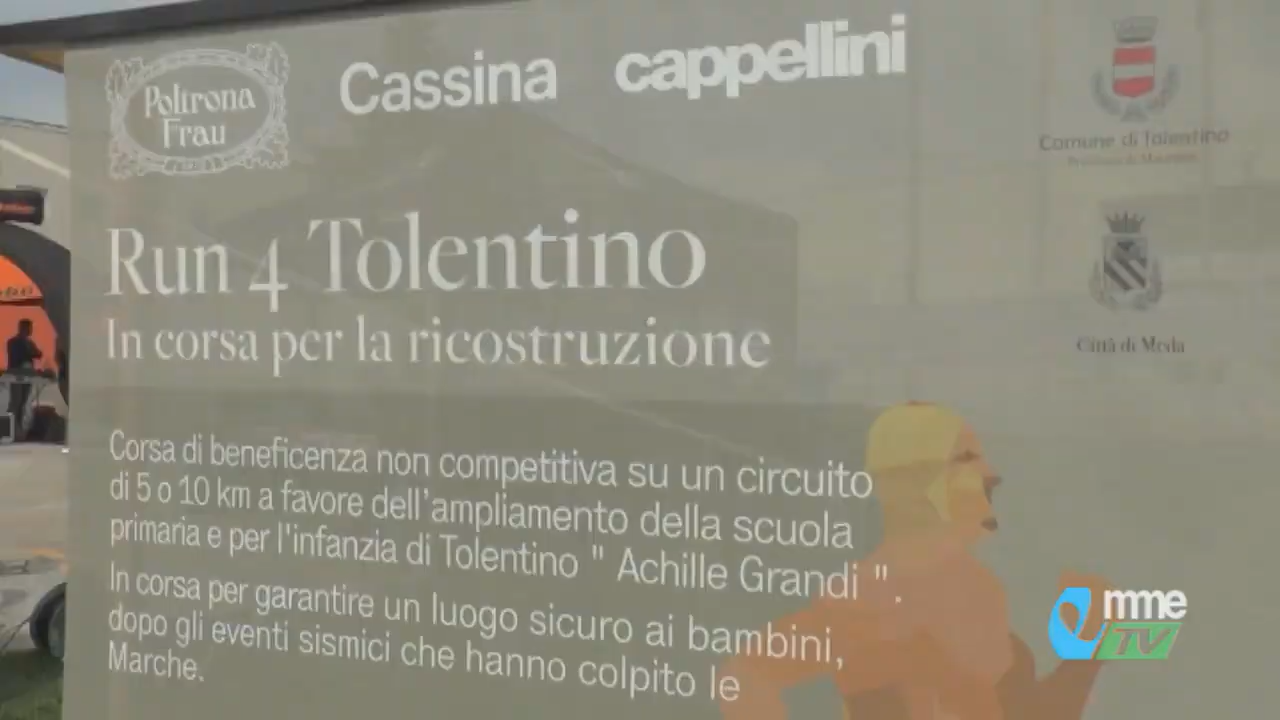 Poltrona
Frau
Cassina
cappellini
Comune di Tolentino
Città di Meda
Run 4 Tolentino
In corsa per la ricostruzione
Corsa di beneficenza non competitiva su un circuito
di 5 o 10 km a favore dell'ampliamento della scuola
primaria e per l'infanzia di Tolentino " Achille Grandi ".
In corsa per garantire un luogo sicuro ai bambini,
dopo gli eventi sismici che hanno colpito le
Marche.
emme
TV